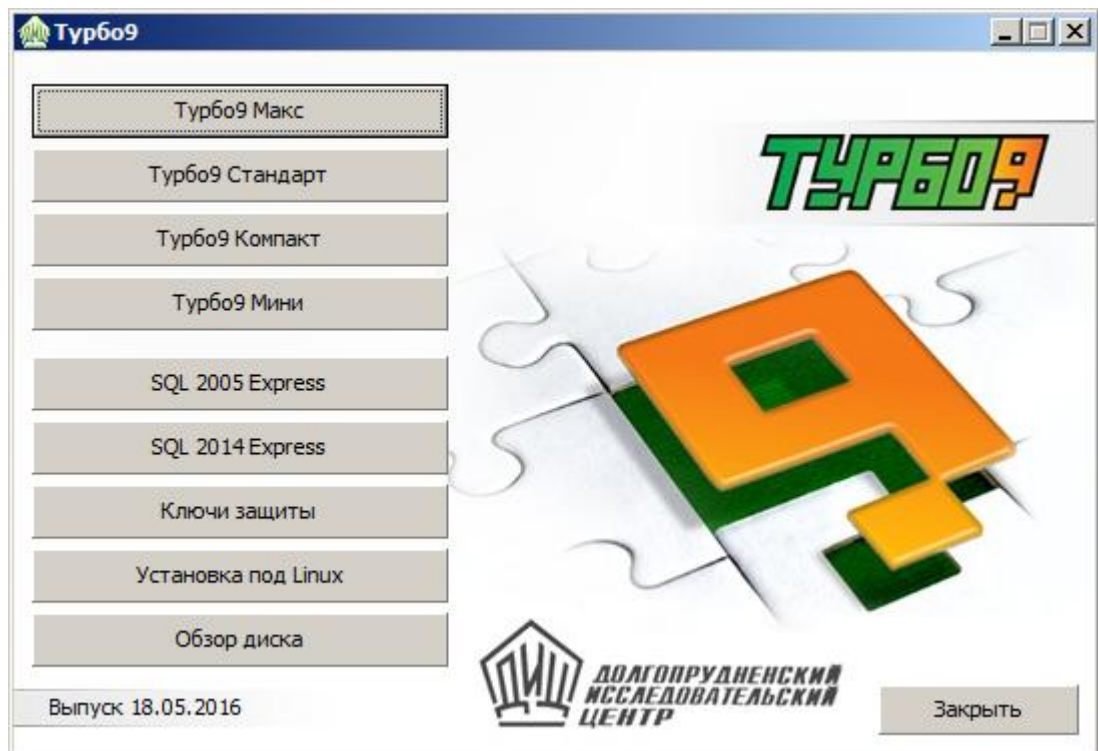 Турбо9
Турбо9 Макс
Турбо9 Стандарт
Турбо9 Компакт
Турбо9 Мини
SQL 2005 Express
SQL 2014 Express
Ключи защиты
Установка под Linux
Обзор диска
Выпуск 18.05.2016
ТУРБО9
ДИЦ
ДОЛГОПРУДНЕНСКИЙ
ИССЛЕДОВАТЕЛЬСКИЙ
ЦЕНТР
Закрыть